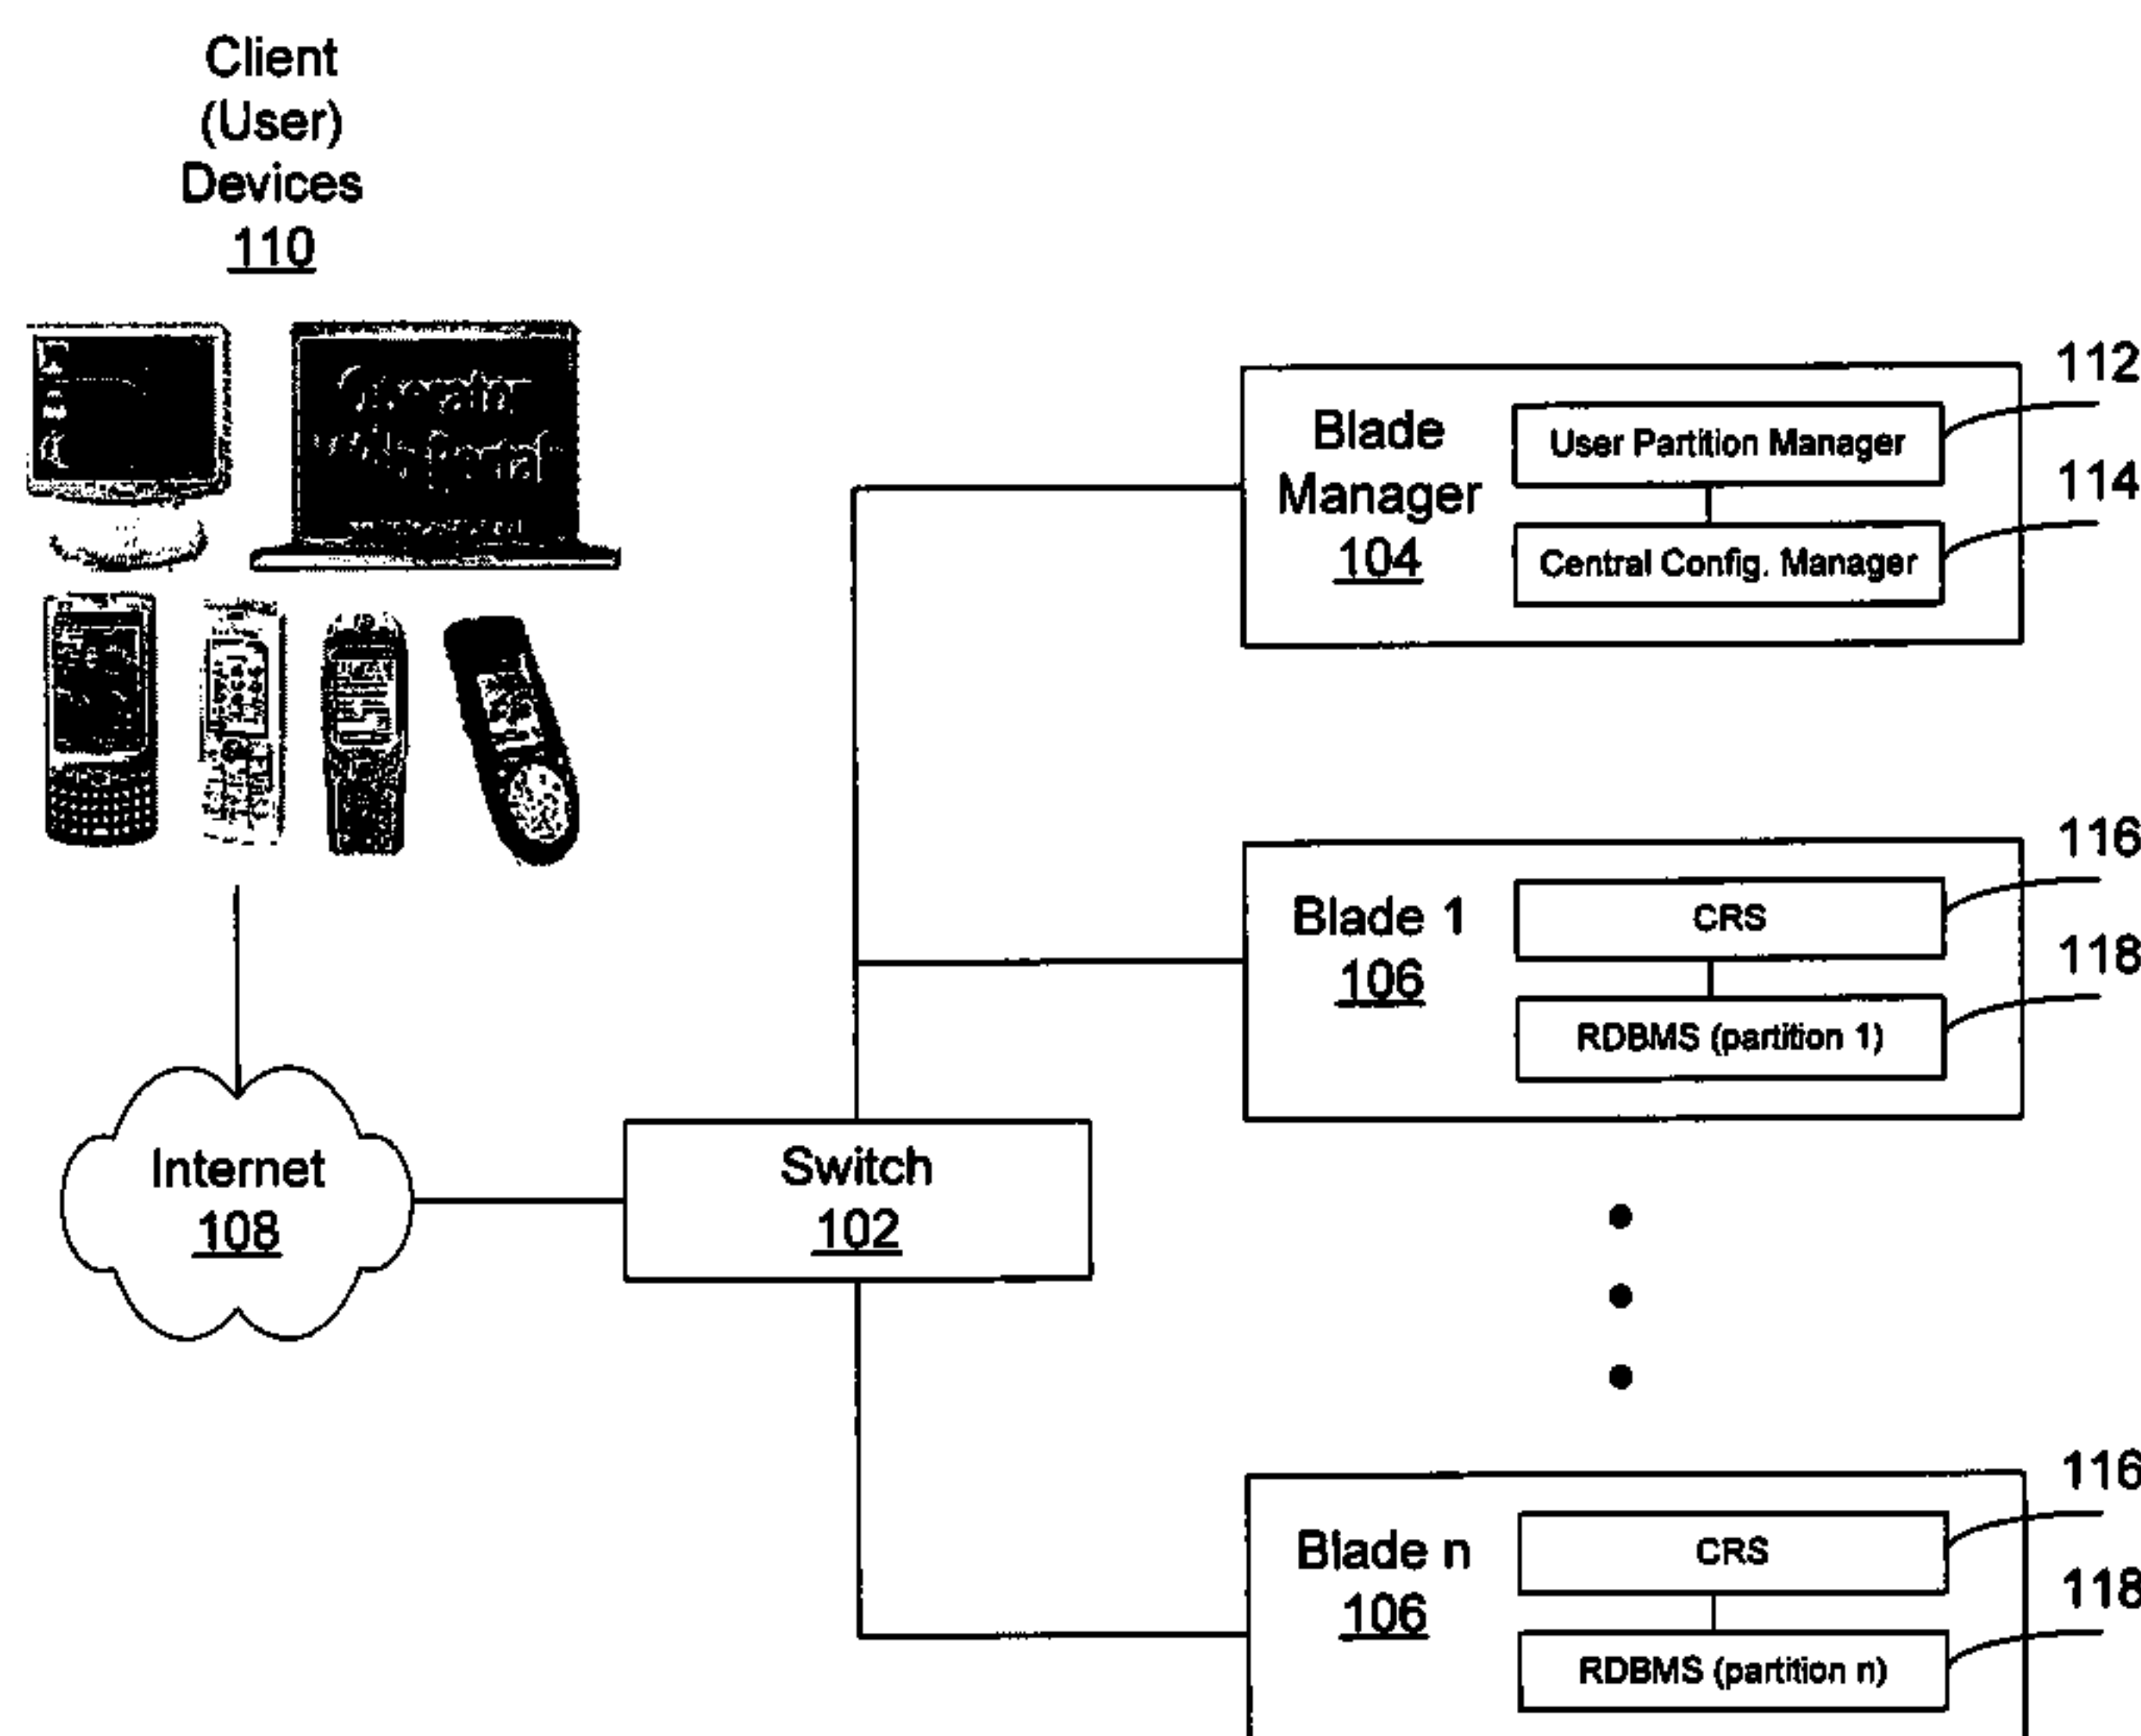 Client
(User)
Devices
110
Blade
Manager
104
User Partition Manager
112
Central Config. Manager
114
Blade 1
106
CRS
116
RDBMS (partition 1)
118
Internet
108
Switch
102
Blade n
106
CRS
116
RDBMS (partition n)
118